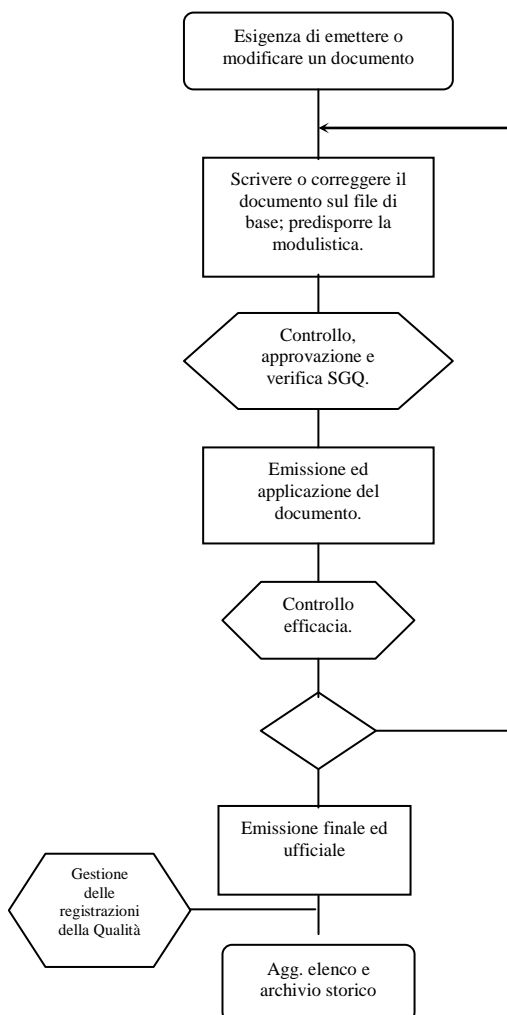 Esigenza di emettere o
modificare un documento
Scrivere o correggere il
documento sul file di
base; predisporre la
modulistica.
Controllo,
approvazione e
verifica SGQ.
Emissione ed
applicazione del
documento.
Controllo
efficacia.
Emissione finale ed
ufficiale
Gestione
delle
registrazioni
della Qualità
Agg. elenco e
archivio storico